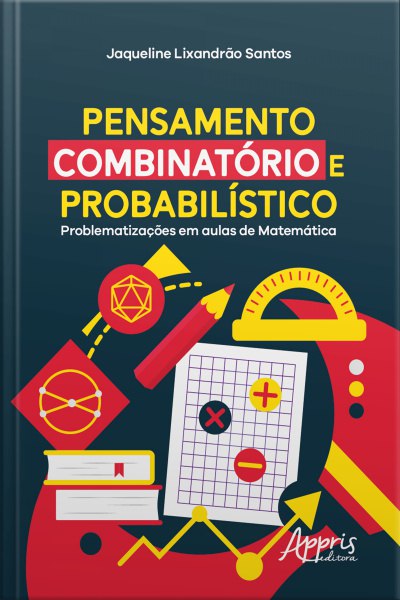 Jaqueline Lixandrão Santos
PENSAMENTO
COMBINATÓRIO E
PROBABILÍSTICO
Problematizações em aulas de Matemática
Appris
editora